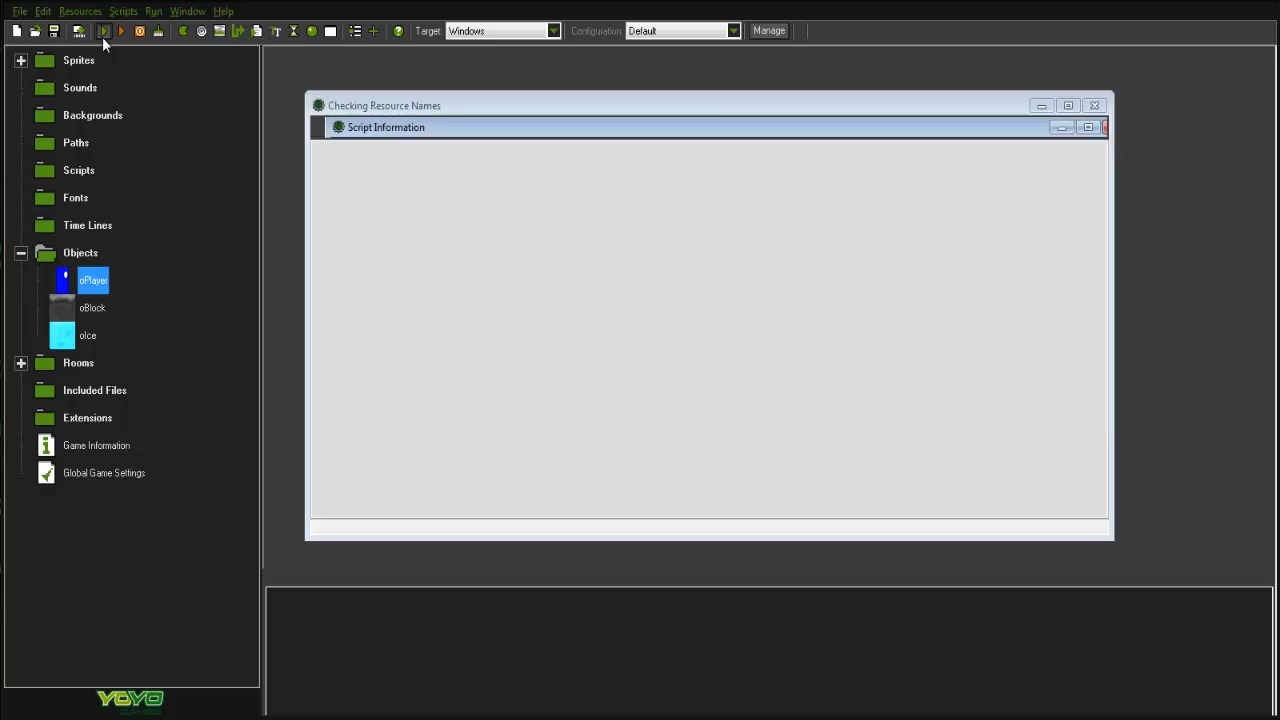 File Edit Resources Scripts Run Window Help
Target: Windows Configuration: Default Manage
Sprites
Sounds
Backgrounds
Paths
Scripts
Fonts
Time Lines
Objects
oPlayer
oBlock
oIce
Rooms
Included Files
Extensions
Game Information
Global Game Settings
YOYO
GAMES
Checking Resource Names
Script Information